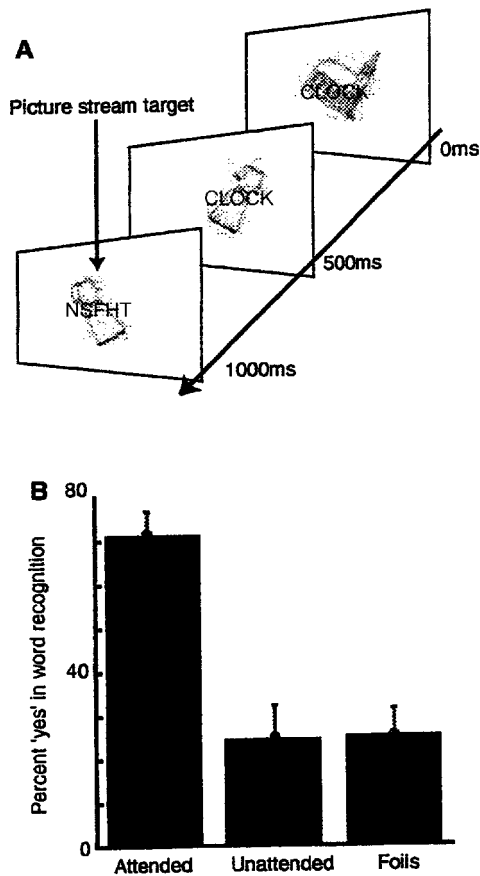 A
Picture stream target
CLOCK
0ms
CLOCK
500ms
NSFHT
1000ms
B
80
40
0
Percent 'yes' in word recognition
Attended
Unattended
Foils